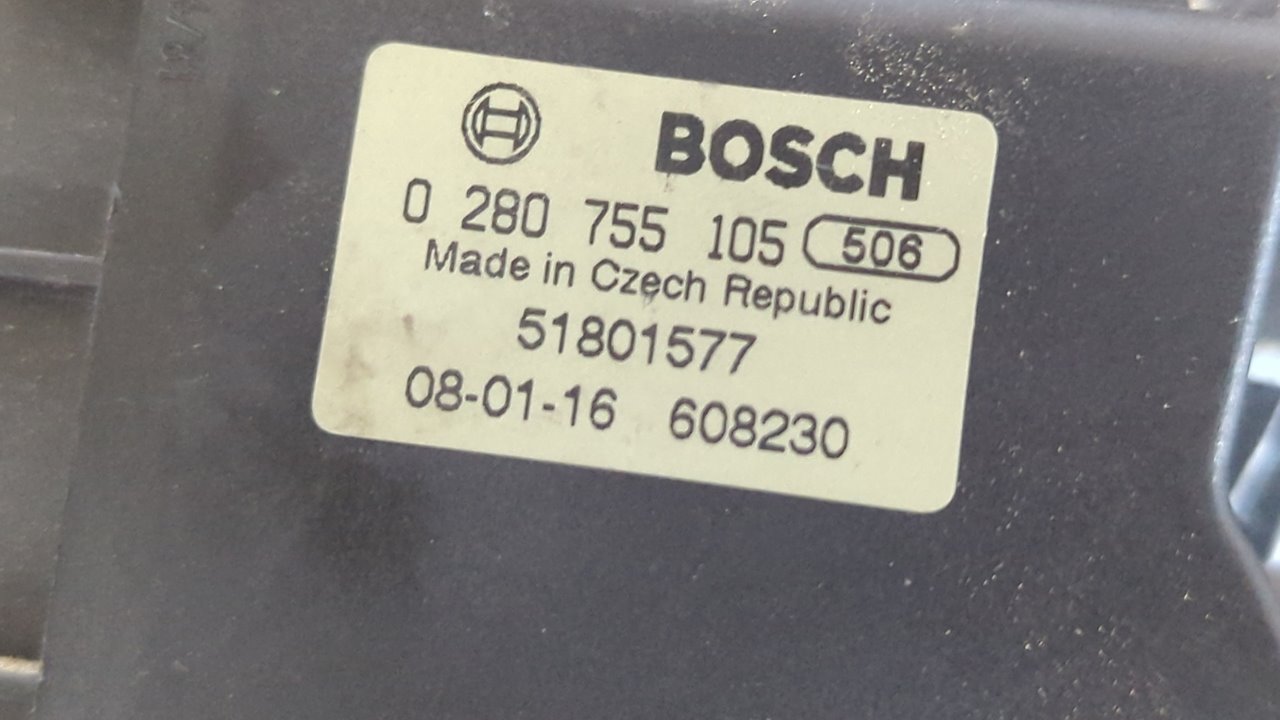 BOSCH
0 280 755 105 506
Made in Czech Republic
51801577
08-01-16 608230